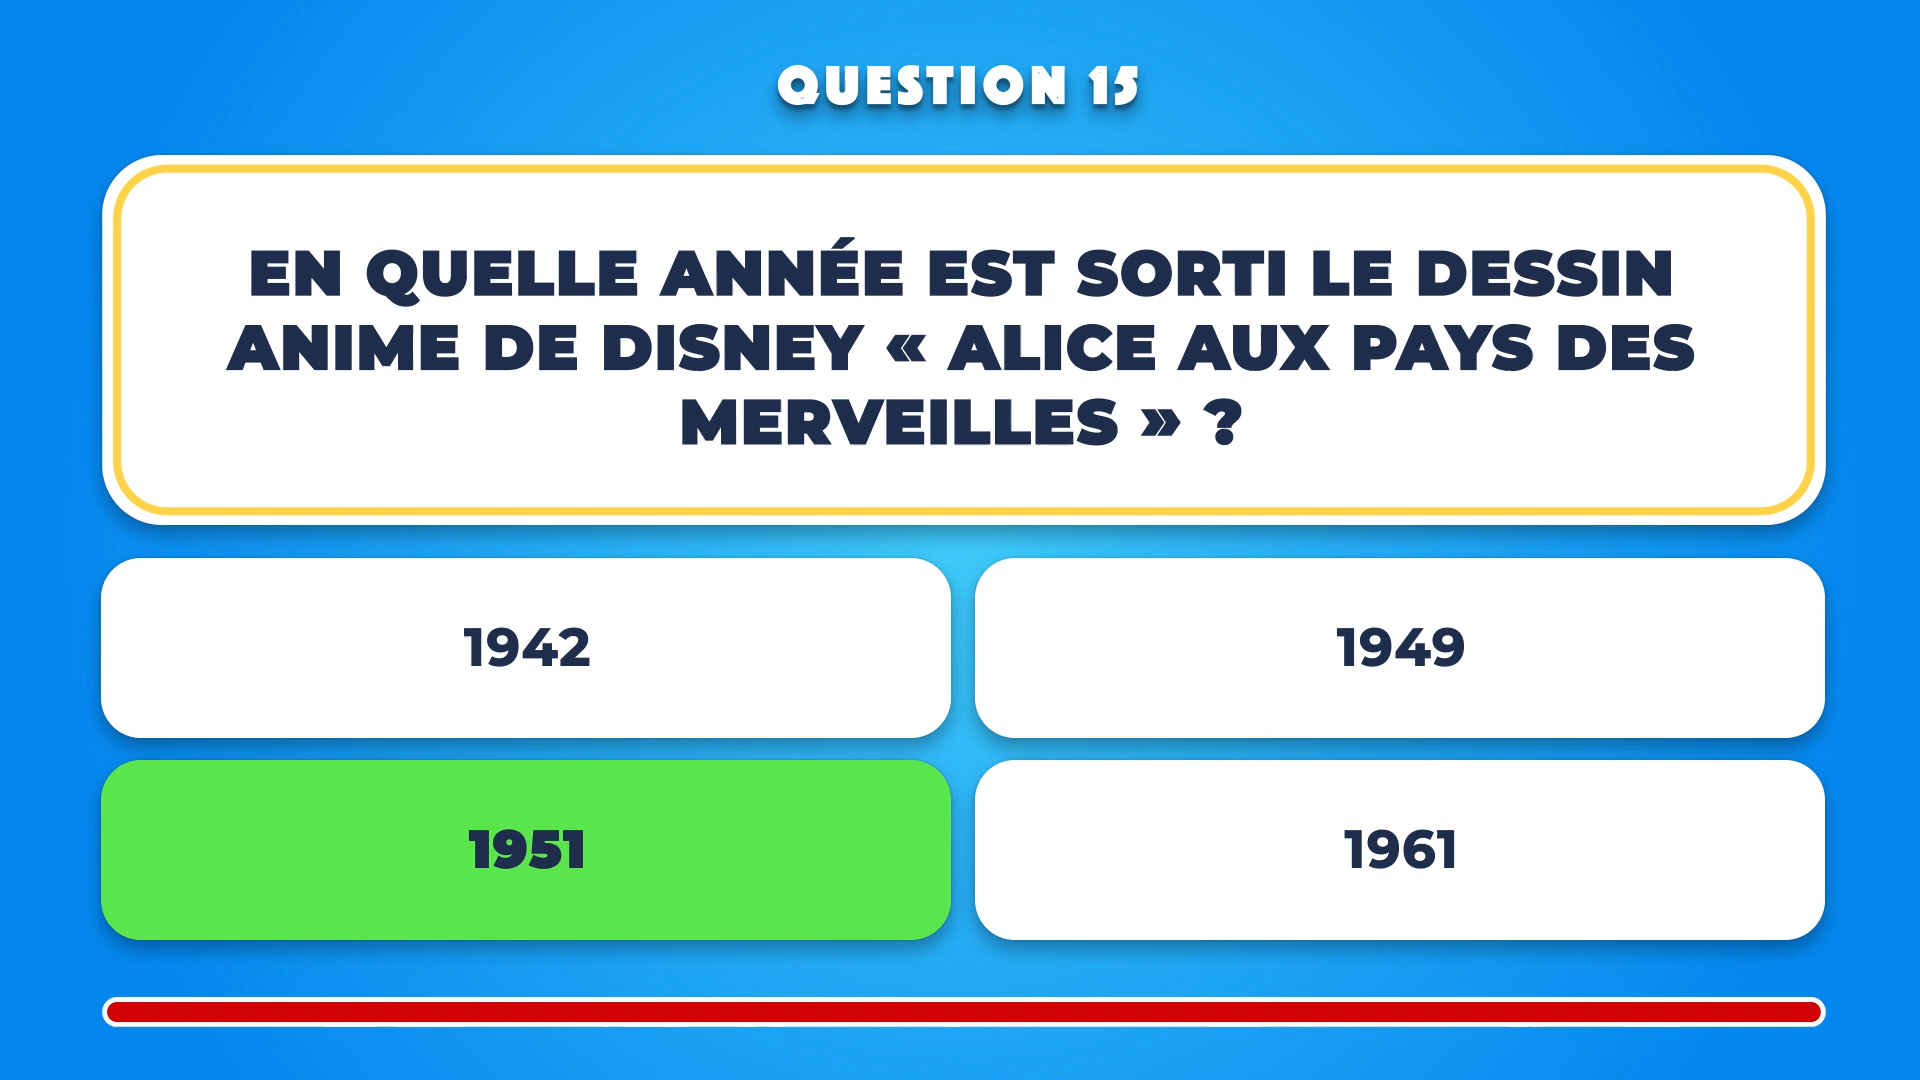 QUESTION 15
EN QUELLE ANNÉE EST SORTI LE DESSIN
ANIME DE DISNEY « ALICE AUX PAYS DES
MERVEILLES » ?
1942
1949
1951
1961